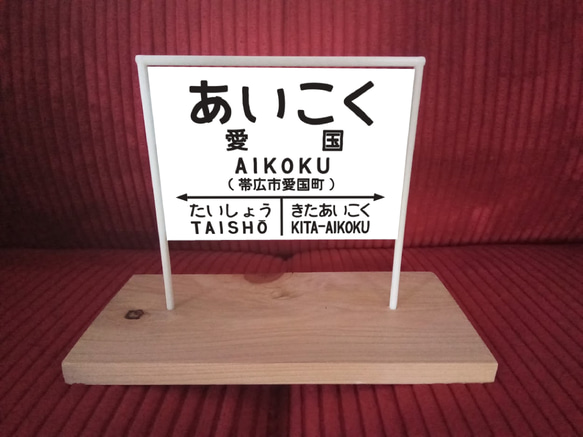 あいこく
愛 国
AIKOKU
(帯広市愛国町)
たいしょう きたあいこく
TAISHŌ KITA-AIKOKU